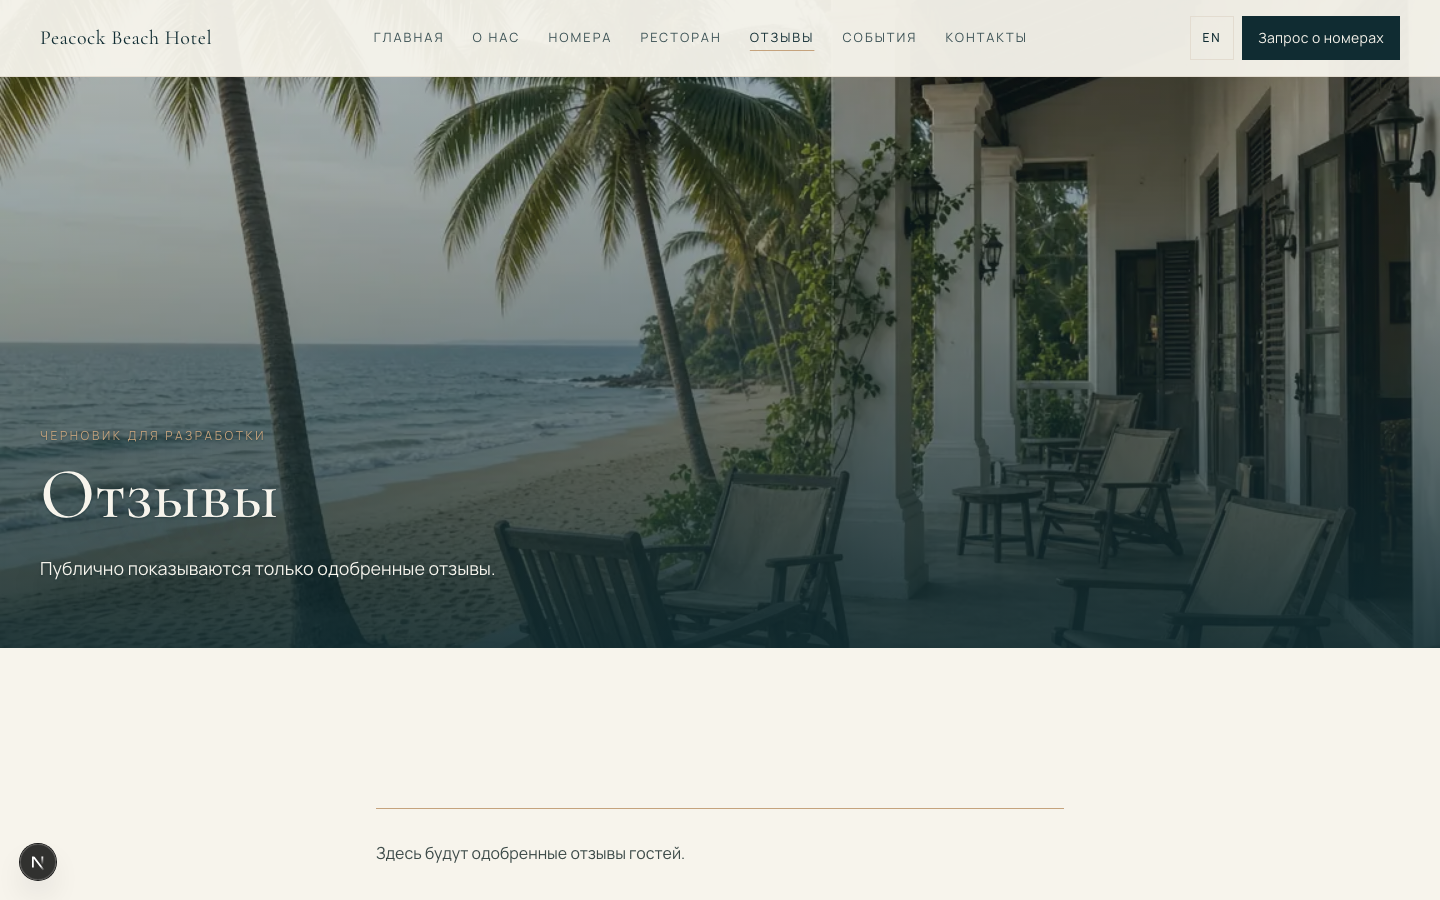 Peacock Beach Hotel
ГЛАВНАЯ
О НАС
НОМЕРА
РЕСТОРАН
ОТЗЫВЫ
СОБЫТИЯ
КОНТАКТЫ
EN
Запрос о номерах
ЧЕРНОВИК ДЛЯ РАЗРАБОТКИ
Отзывы
Публично показываются только одобренные отзывы.
Здесь будут одобренные отзывы гостей.
N